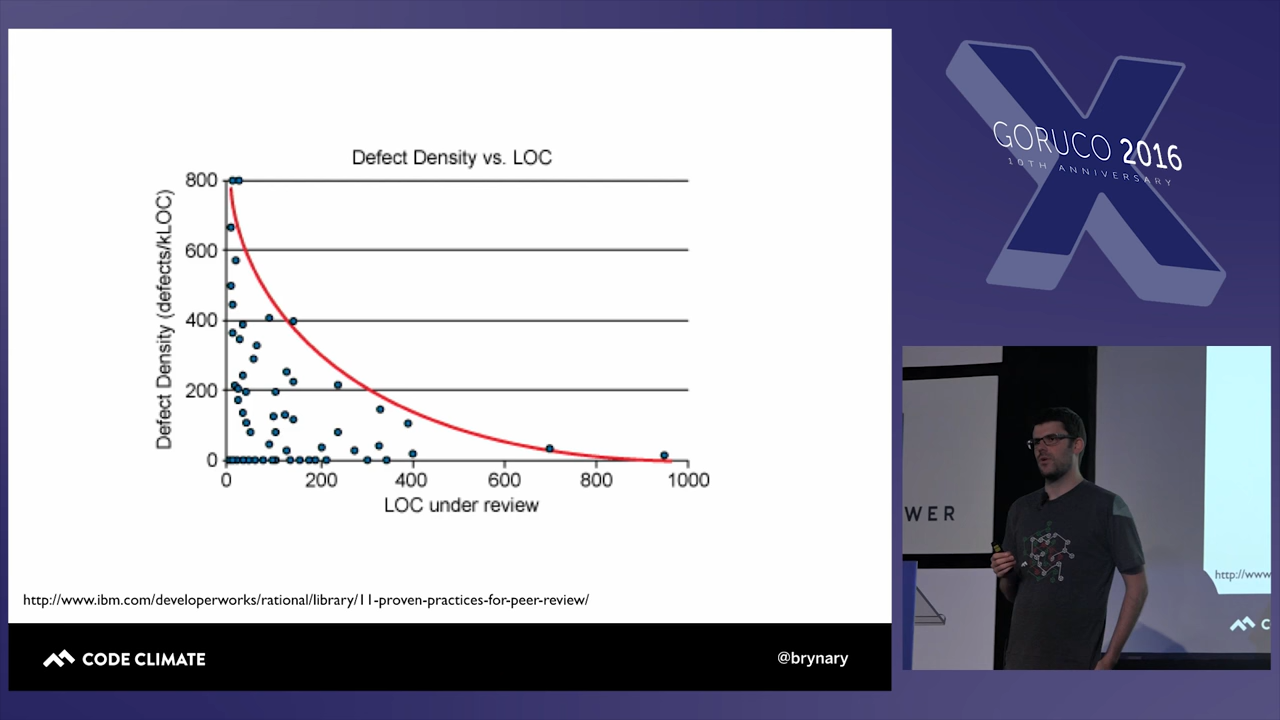 Defect Density vs. LOC
Defect Density (defects/kLOC)
800
600
400
200
0
0 200 400 600 800 1000
LOC under review
http://www.ibm.com/developerworks/rational/library/11-proven-practices-for-peer-review/
CODE CLIMATE
@brynary
GORUCO 2016
10TH ANNIVERSARY
WER
http://www
C